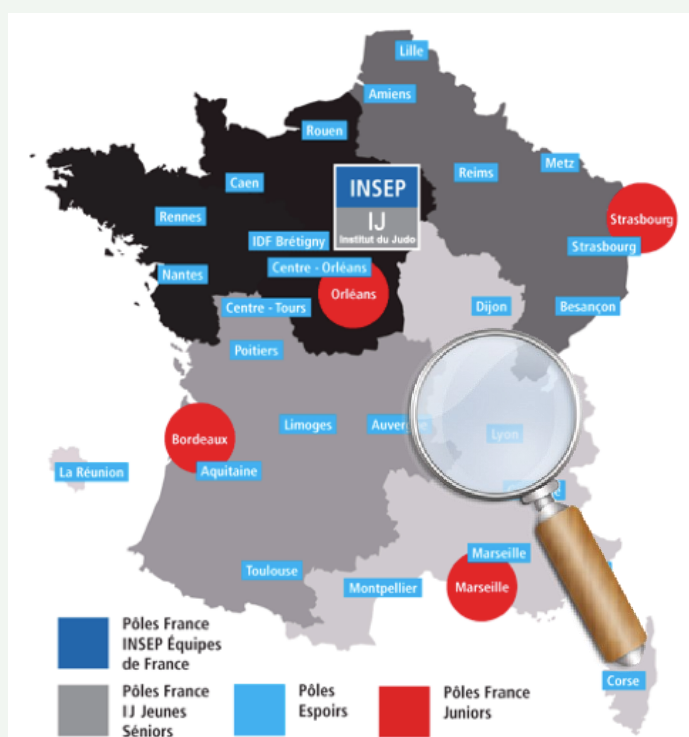 Lille
Amiens
Rouen
Reims
Metz
Caen
INSEP
IJ
Institut du Judo
Strasbourg
Rennes
IDF Brétigny
Strasbourg
Centre - Orléans
Nantes
Orléans
Centre - Tours
Dijon
Besançon
Poitiers
Limoges
Lyon
Bordeaux
Aquitaine
La Réunion
Marseille
Toulouse
Montpellier
Marseille
Corse
Pôles France
INSEP Équipes
de France
Pôles France
IJ Jeunes
Séniors
Pôles
Espoirs
Pôles France
Juniors